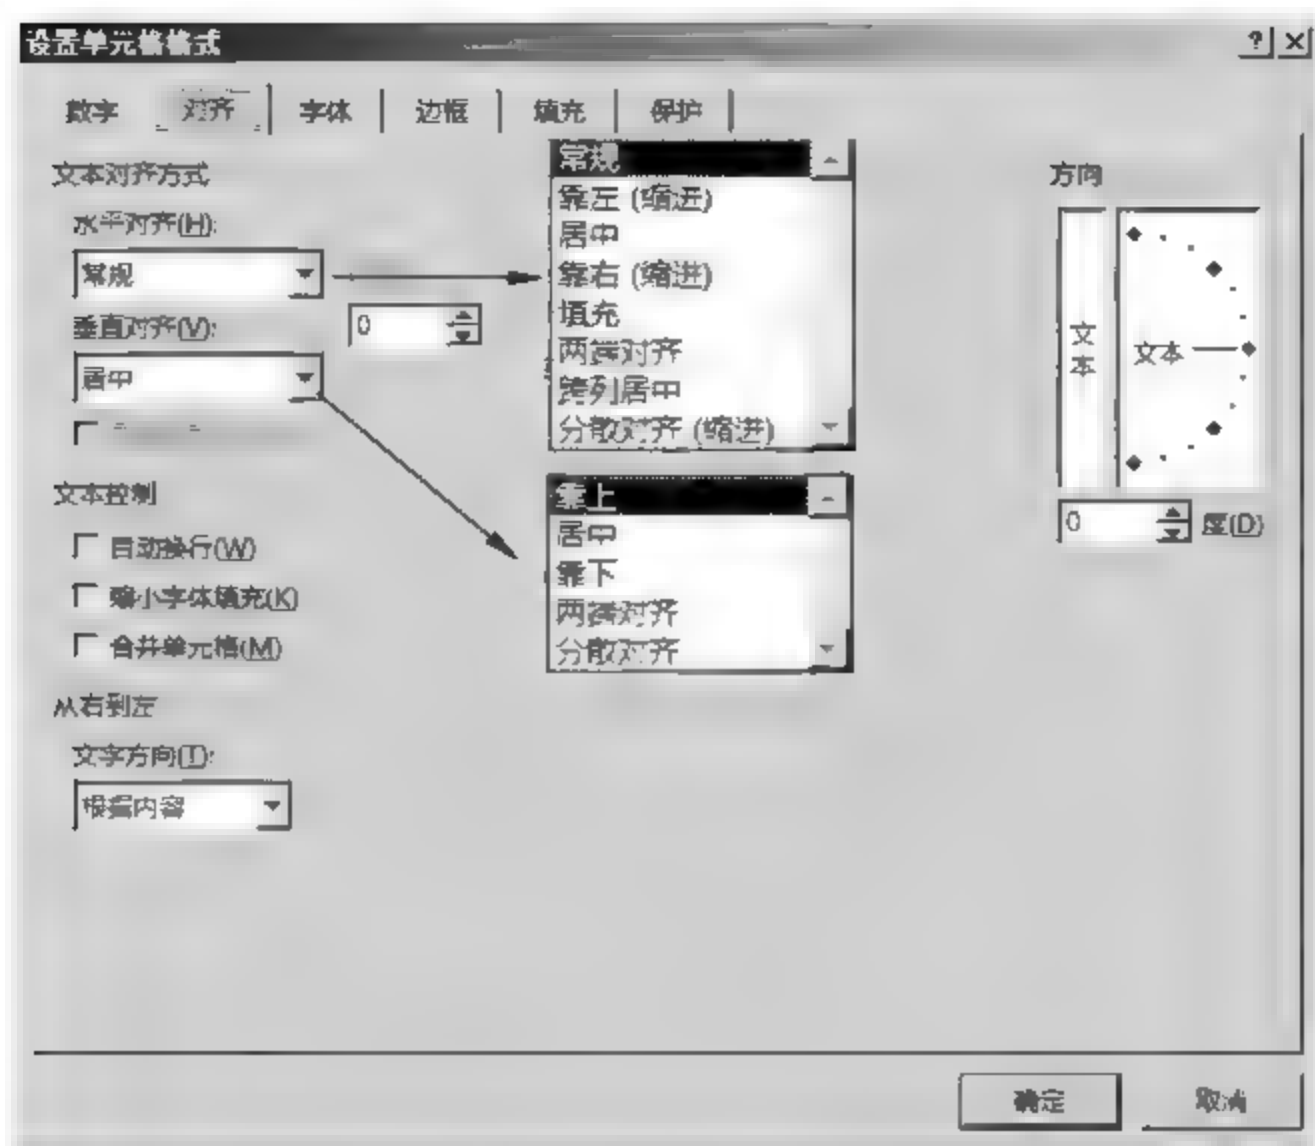 设置单元格格式
? ×
数字 对齐 字体 边框 填充 保护
文本对齐方式
水平对齐(H):
常规
垂直对齐(V):
0
居中
常规
靠左 (缩进)
居中
靠右 (缩进)
填充
两端对齐
跨列居中
分散对齐 (缩进)
靠上
居中
靠下
两端对齐
分散对齐
方向
文本
文本
0 度(D)
文本控制
自动换行(W)
缩小字体填充(K)
合并单元格(M)
从右到左
文字方向(T):
根据内容
确定 取消